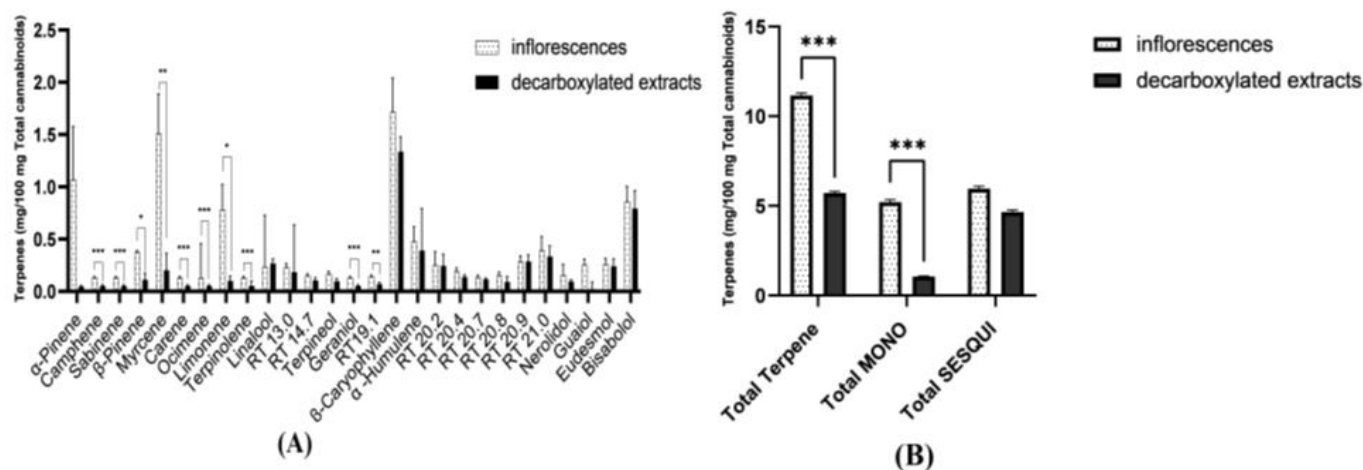 Terpenes (mg/100 mg Total cannabinoids)
2.5
2.0
1.5
1.0
0.5
0.0
inflorescences
decarboxylated extracts
***
***
*
**
***
***
*
***
***
**
α-Pinene
Camphene
Sabinene
β-Pinene
Myrcene
Carene
Ocimene
Limonene
Terpinolene
Linalool
RT 13.0
RT 14.7
Terpineol
Geraniol
RT19.1
β-Caryophyllene
α -Humulene
RT 20.2
RT 20.4
RT 20.7
RT 20.8
RT 20.9
RT 21.0
Nerolidol
Guaiol
Eudesmol
Bisabolol
(A)
Terpenes (mg/100 mg Total cannabinoids)
15
10
5
0
***
***
inflorescences
decarboxylated extracts
Total Terpene
Total MONO
Total SESQUI
(B)